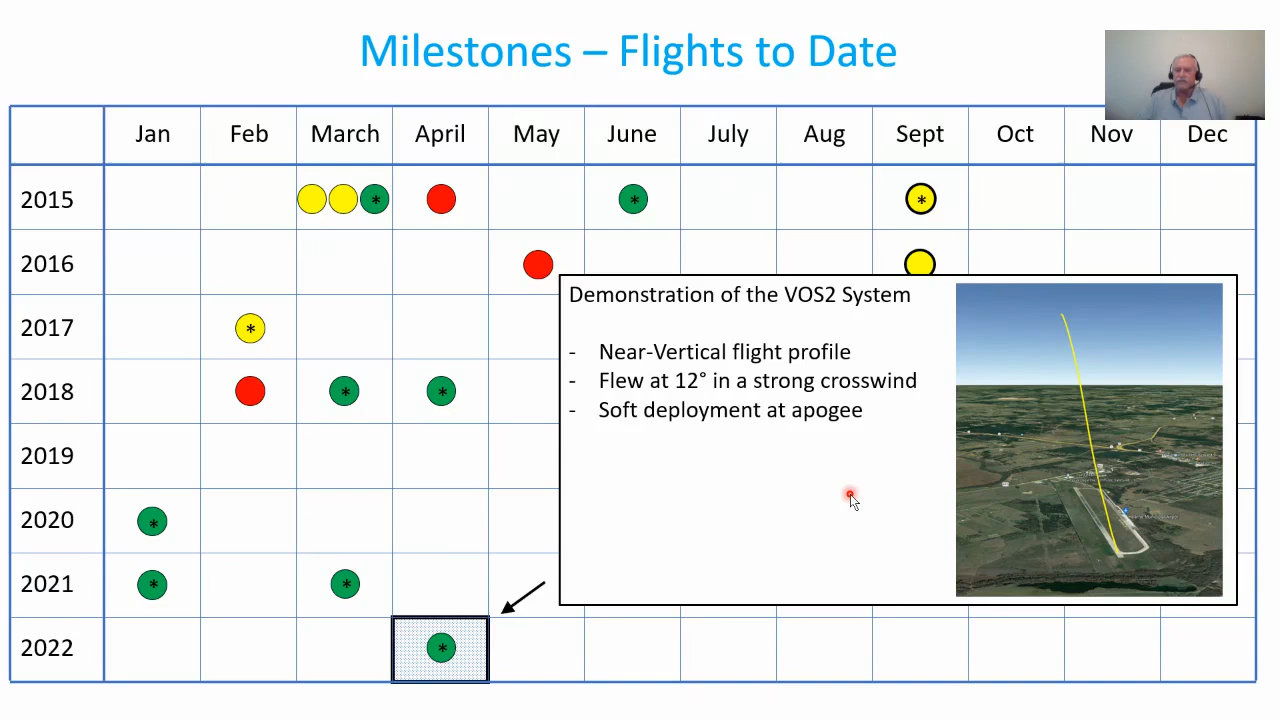 Milestones – Flights to Date
Jan Feb March April May June July Aug Sept Oct Nov Dec
2015 * * * *
2016
2017 *
2018 * *
2019
2020 *
2021 * *
2022 *
Demonstration of the VOS2 System
- Near-Vertical flight profile
- Flew at 12° in a strong crosswind
- Soft deployment at apogee